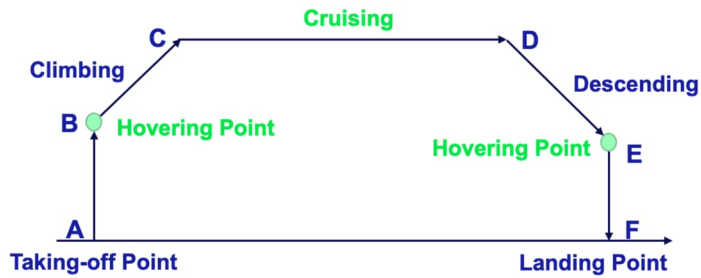 Cruising
C
D
Climbing
Descending
B
Hovering Point
Hovering Point
E
A
F
Taking-off Point
Landing Point